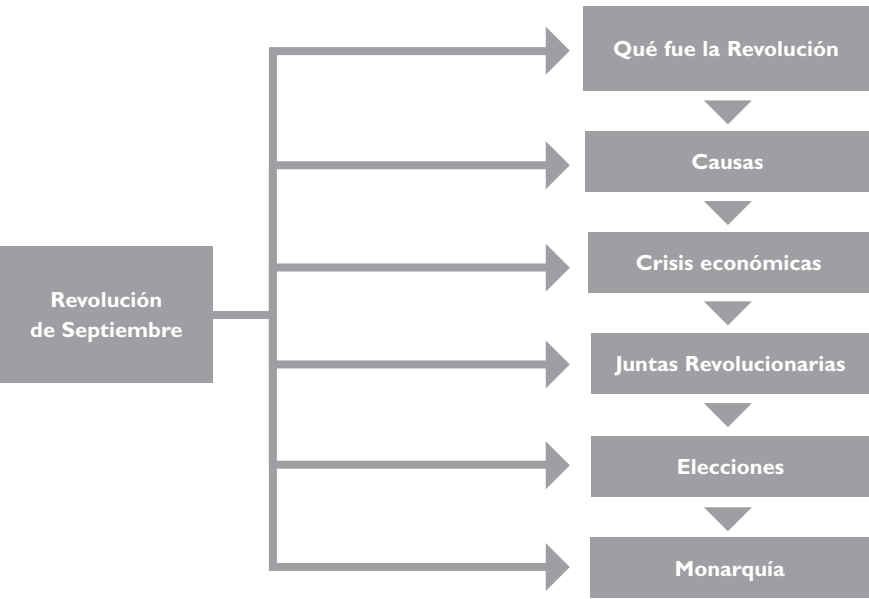 Qué fue la Revolución
Causas
Crisis económicas
Revolución
de Septiembre
Juntas Revolucionarias
Elecciones
Monarquía